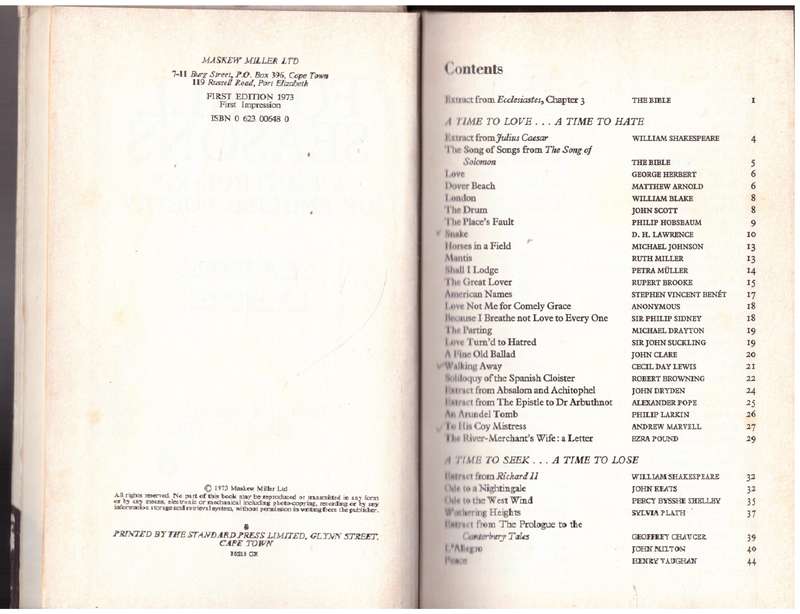 MASKEW MILLER LTD
7-11 Burg Street, P.O. Box 396, Cape Town
119 Russell Road, Port Elizabeth
FIRST EDITION 1973
First Impression
ISBN 0 623 00648 0
© 1973 Maskew Miller Ltd
All rights reserved. No part of this book may be reproduced or transmitted in any form
or by any means, electronic or mechanical including photo-copying, recording or by any
information storage and retrieval system, without permission in writing from the publisher.
PRINTED BY THE STANDARD PRESS LIMITED, GLYNN STREET,
CAPE TOWN
Contents
Extract from Ecclesiastes, Chapter 3 THE BIBLE 1
A TIME TO LOVE . . . A TIME TO HATE
Extract from Julius Caesar WILLIAM SHAKESPEARE 4
The Song of Songs from The Song of
Solomon THE BIBLE 5
Love GEORGE HERBERT 6
Dover Beach MATTHEW ARNOLD 6
London WILLIAM BLAKE 8
The Drum JOHN SCOTT 8
The Place's Fault PHILIP HOBSBAUM 9
Snake D. H. LAWRENCE 10
Horses in a Field MICHAEL JOHNSON 13
Mantis RUTH MILLER 13
Shall I Lodge PETRA MÜLLER 14
The Great Lover RUPERT BROOKE 15
American Names STEPHEN VINCENT BENÉT 17
Love Not Me for Comely Grace ANONYMOUS 18
Because I Breathe not Love to Every One SIR PHILIP SIDNEY 18
The Parting MICHAEL DRAYTON 19
Love Turn'd to Hatred SIR JOHN SUCKLING 19
A Fine Old Ballad JOHN CLARE 20
Walking Away CECIL DAY LEWIS 21
Soliloquy of the Spanish Cloister ROBERT BROWNING 22
Extract from Absalom and Achitophel JOHN DRYDEN 24
Extract from The Epistle to Dr Arbuthnot ALEXANDER POPE 25
An Arundel Tomb PHILIP LARKIN 26
To His Coy Mistress ANDREW MARVELL 27
The River-Merchant's Wife: a Letter EZRA POUND 29
A TIME TO SEEK . . . A TIME TO LOSE
Extract from Richard II WILLIAM SHAKESPEARE 32
Ode to a Nightingale JOHN KEATS 32
Ode to the West Wind PERCY BYSSHE SHELLEY 35
Wuthering Heights SYLVIA PLATH 37
Extract from The Prologue to the
Canterbury Tales GEOFFREY CHAUCER 39
L'Allegro JOHN MILTON 40
Peace HENRY VAUGHAN 44